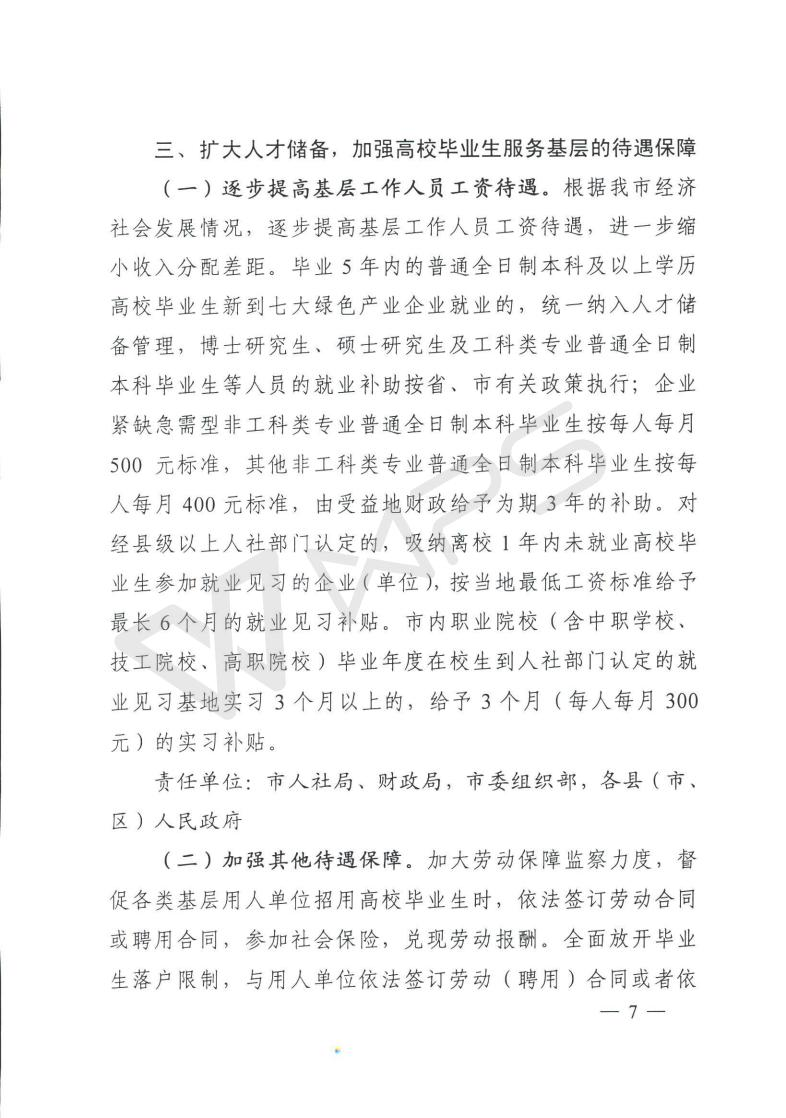 三、扩大人才储备，加强高校毕业生服务基层的待遇保障
（一）逐步提高基层工作人员工资待遇。根据我市经济
社会发展情况，逐步提高基层工作人员工资待遇，进一步缩
小收入分配差距。毕业 5 年内的普通全日制本科及以上学历
高校毕业生新到七大绿色产业企业就业的，统一纳入人才储
备管理，博士研究生、硕士研究生及工科类专业普通全日制
本科毕业生等人员的就业补助按省、市有关政策执行；企业
紧缺急需型非工科类专业普通全日制本科毕业生按每人每月
500 元标准，其他非工科类专业普通全日制本科毕业生按每
人每月 400 元标准，由受益地财政给予为期 3 年的补助。对
经县级以上人社部门认定的，吸纳离校 1 年内未就业高校毕
业生参加就业见习的企业（单位），按当地最低工资标准给予
最长 6 个月的就业见习补贴。市内职业院校（含中职学校、
技工院校、高职院校）毕业年度在校生到人社部门认定的就
业见习基地实习 3 个月以上的，给予 3 个月（每人每月 300
元）的实习补贴。
责任单位：市人社局、财政局，市委组织部，各县（市、
区）人民政府
（二）加强其他待遇保障。加大劳动保障监察力度，督
促各类基层用人单位招用高校毕业生时，依法签订劳动合同
或聘用合同，参加社会保险，兑现劳动报酬。全面放开毕业
生落户限制，与用人单位依法签订劳动（聘用）合同或者依
— 7 —
WPS